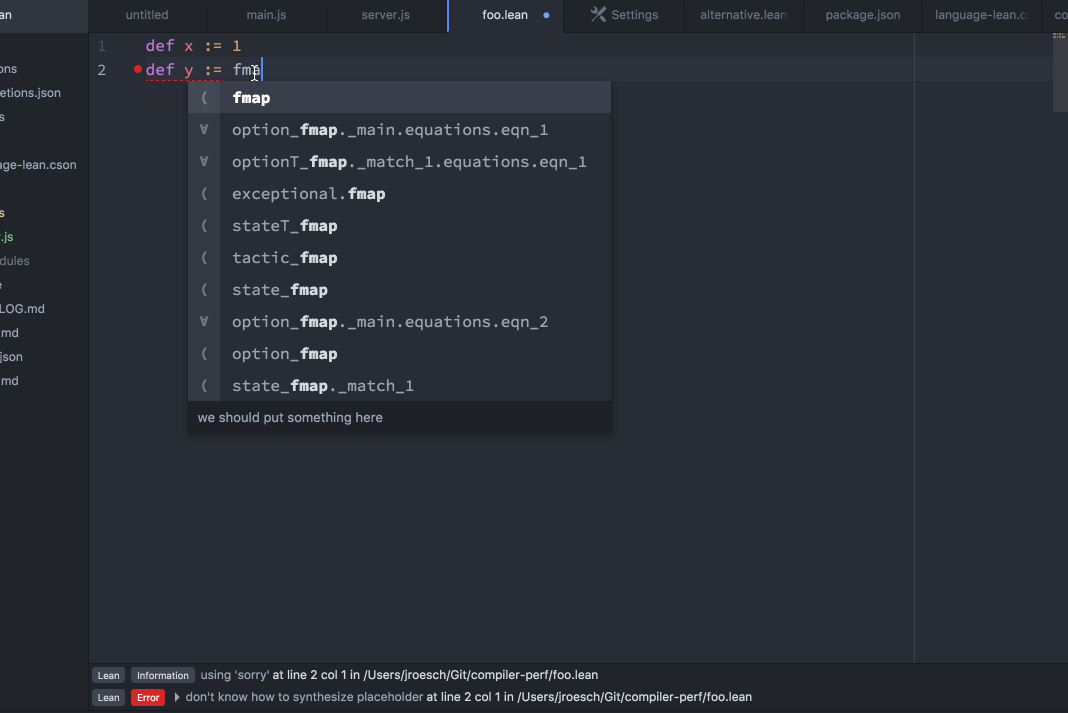 an untitled main.js server.js foo.lean Settings alternative.lean package.json language-lean.c co
ons
etions.json
s
age-lean.cson
s
.js
dules
e
LOG.md
md
json
md
1 def x := 1
2 def y := fma
( fmap
∀ option_fmap._main.equations.eqn_1
∀ optionT_fmap._match_1.equations.eqn_1
( exceptional.fmap
( stateT_fmap
( tactic_fmap
( state_fmap
∀ option_fmap._main.equations.eqn_2
( option_fmap
( state_fmap._match_1
we should put something here
Lean Information using 'sorry' at line 2 col 1 in /Users/jroesch/Git/compiler-perf/foo.lean
Lean Error don't know how to synthesize placeholder at line 2 col 1 in /Users/jroesch/Git/compiler-perf/foo.lean